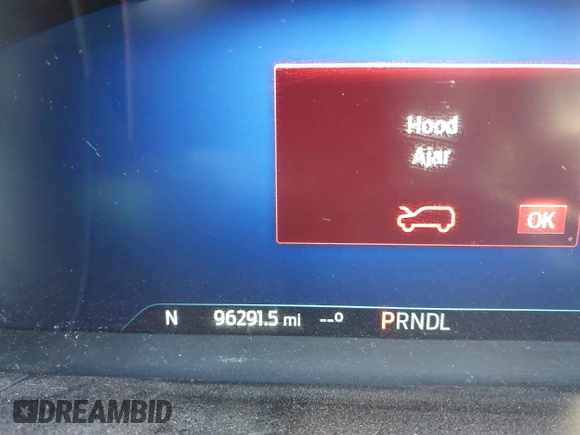 Hood
Ajar
OK
N 96291.5 mi --° PRNDL
DREAMBID